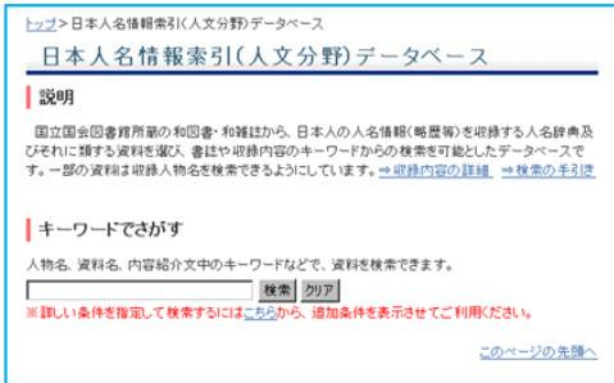 トップ>日本人名情報索引(人文分野)データベース
日本人名情報索引(人文分野)データベース
説明
国立国会図書館所蔵の和図書・和雑誌から、日本人の人名情報(略歴等)を収録する人名辞典及
びそれに類する資料を選び、書誌や収録内容のキーワードからの検索を可能としたデータベースで
す。一部の資料は収録人物名を検索できるようにしています。⇒収録内容の詳細 ⇒検索の手引き
キーワードでさがす
人物名、資料名、内容紹介文中のキーワードなどで、資料を検索できます。
検索 クリア
※詳しい条件を指定して検索するにはこちらから、追加条件を表示させてご利用ください。
このページの先頭へ